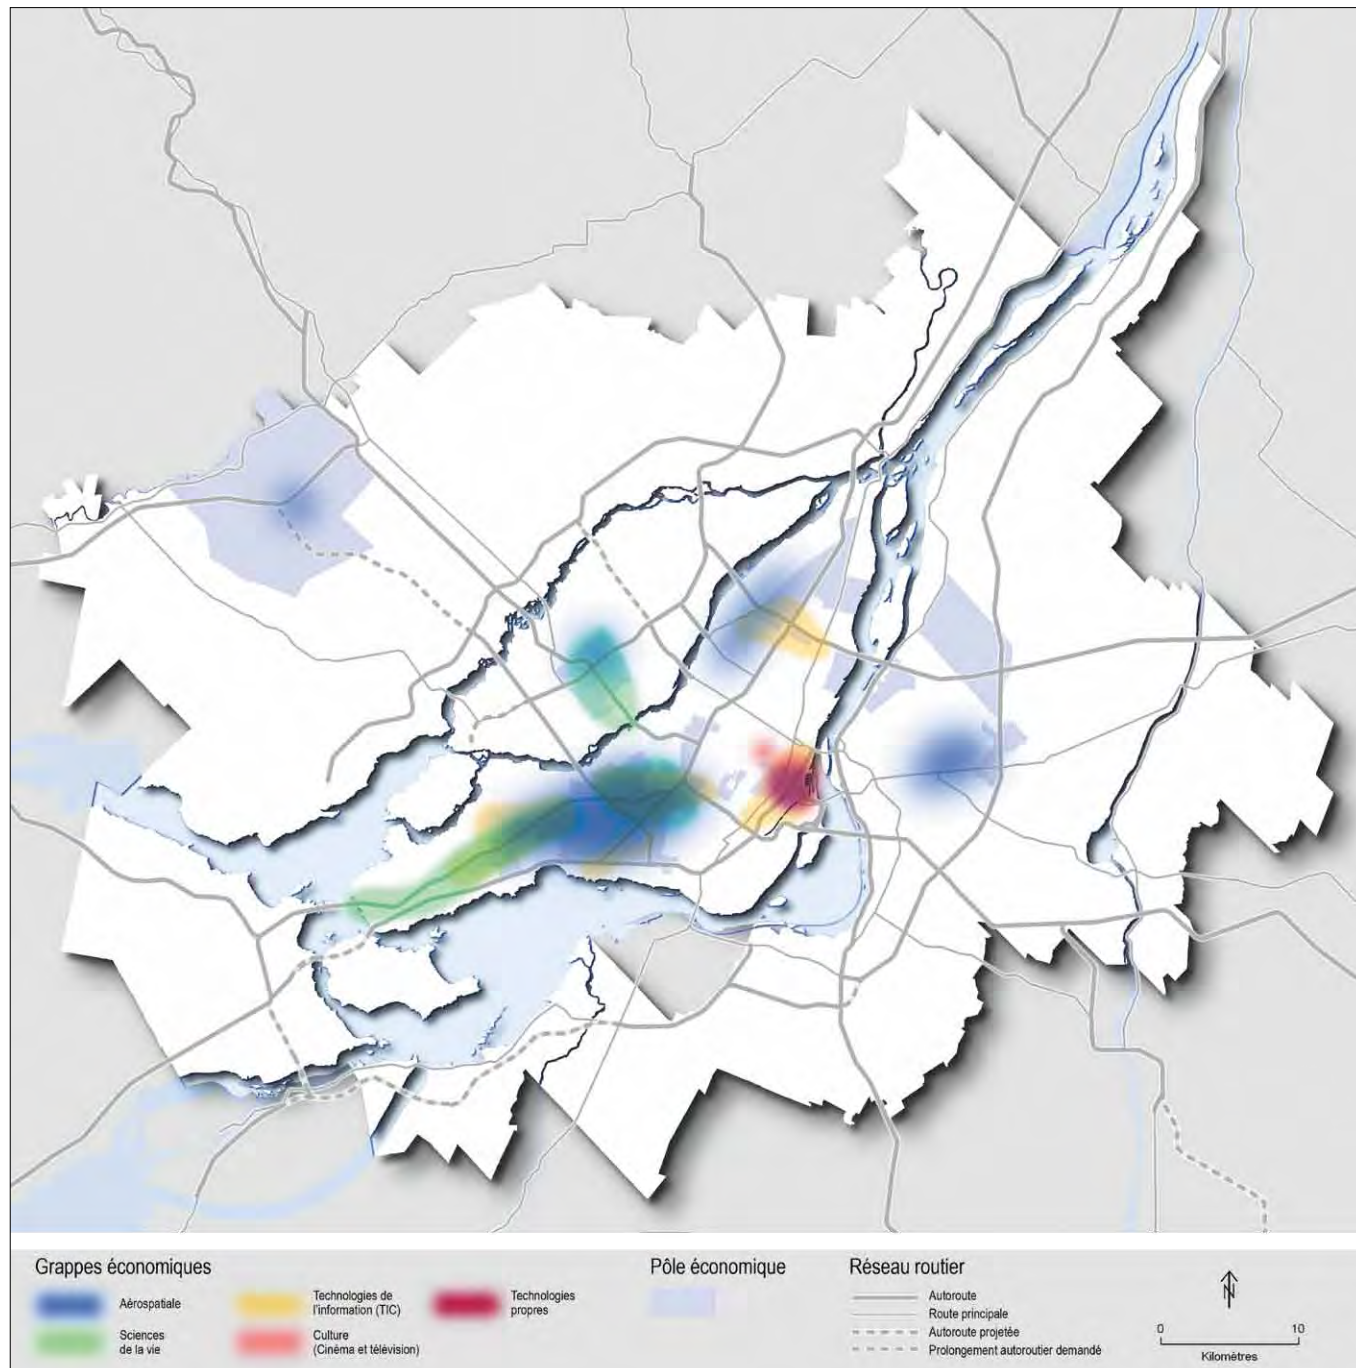 Grappes économiques
Aérospatiale
Sciences
de la vie
Technologies de
l'information (TIC)
Culture
(Cinéma et télévision)
Technologies
propres
Pôle économique
Réseau routier
Autoroute
Route principale
Autoroute projetée
Prolongement autoroutier demandé
N
0 10
Kilomètres